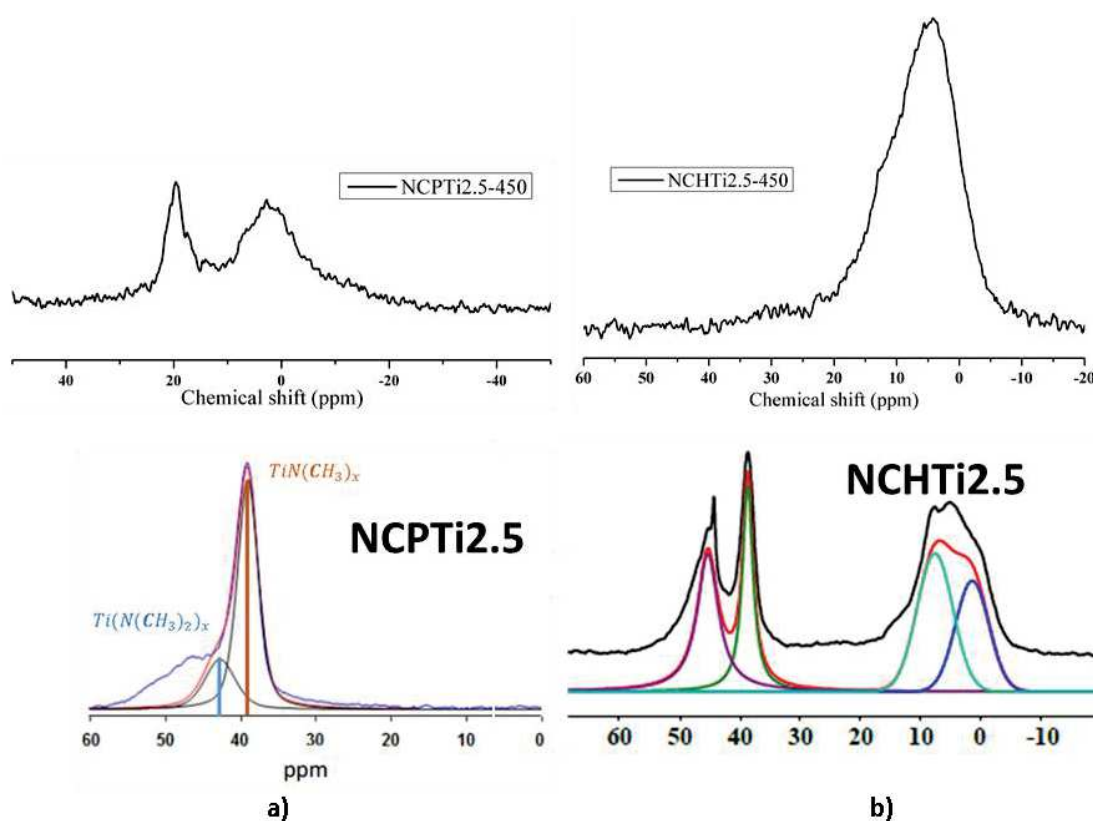 NCPTi2.5-450
40 20 0 -20 -40
Chemical shift (ppm)
NCHTi2.5-450
60 50 40 30 20 10 0 -10 -20
Chemical shift (ppm)
TiN(CH₃)ₓ
NCPTi2.5
Ti(N(CH₃)₂)ₓ
60 50 40 30 20 10 0
ppm
a)
NCHTi2.5
60 50 40 30 20 10 0 -10
b)